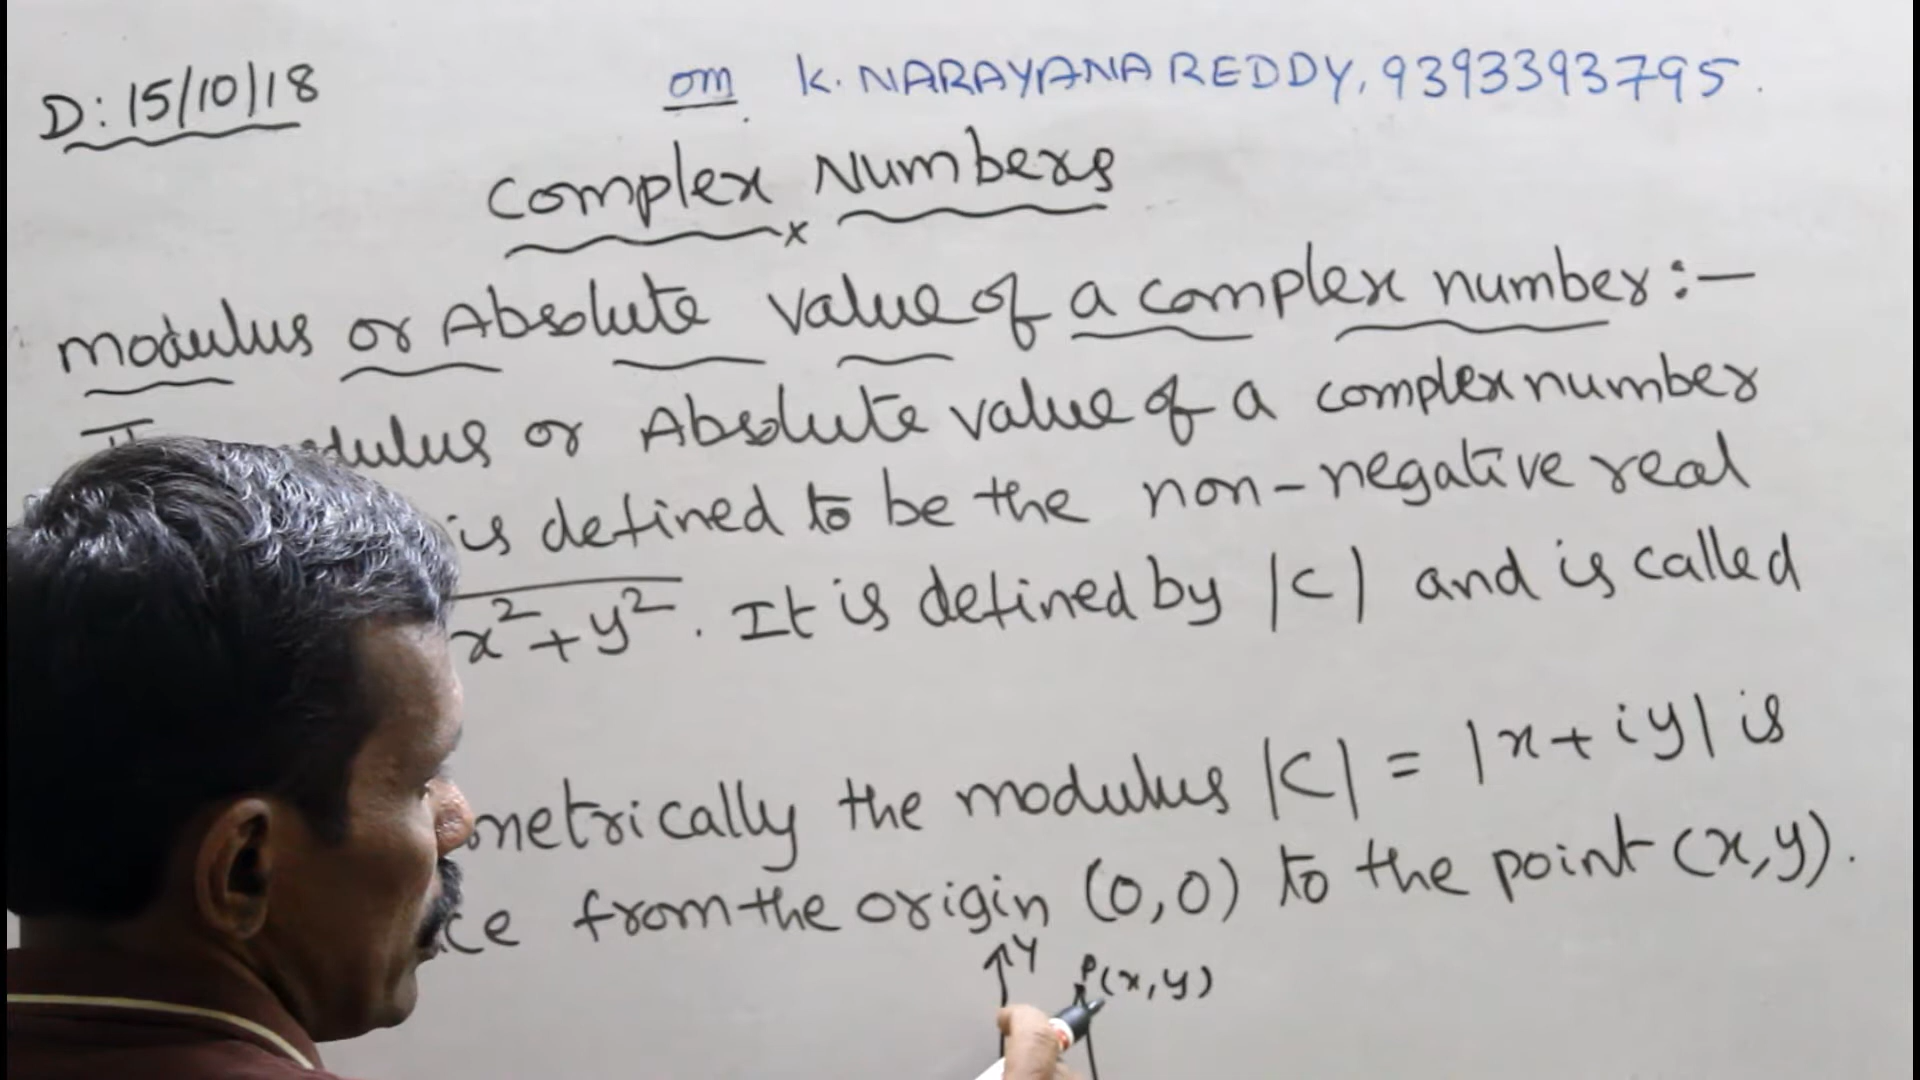 D: 15/10/18
om K. NARAYANA REDDY, 9393393795.
Complex Numbers
modulus or Absolute value of a complex number :-
dulus or Absolute value of a complex number
is defined to be the non-negative real
x²+y². It is defined by |C| and is called
metrically the modulus |C| = |x+iy| is
ce from the origin (0,0) to the point (x,y).
Y
P(x,y)